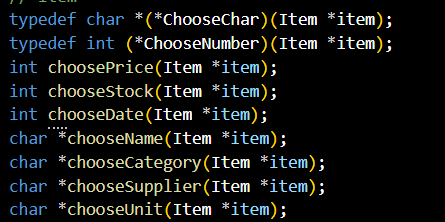 // Item
typedef char *(*ChooseChar)(Item *item);
typedef int (*ChooseNumber)(Item *item);
int choosePrice(Item *item);
int chooseStock(Item *item);
int chooseDate(Item *item);
char *chooseName(Item *item);
char *chooseCategory(Item *item);
char *chooseSupplier(Item *item);
char *chooseUnit(Item *item);